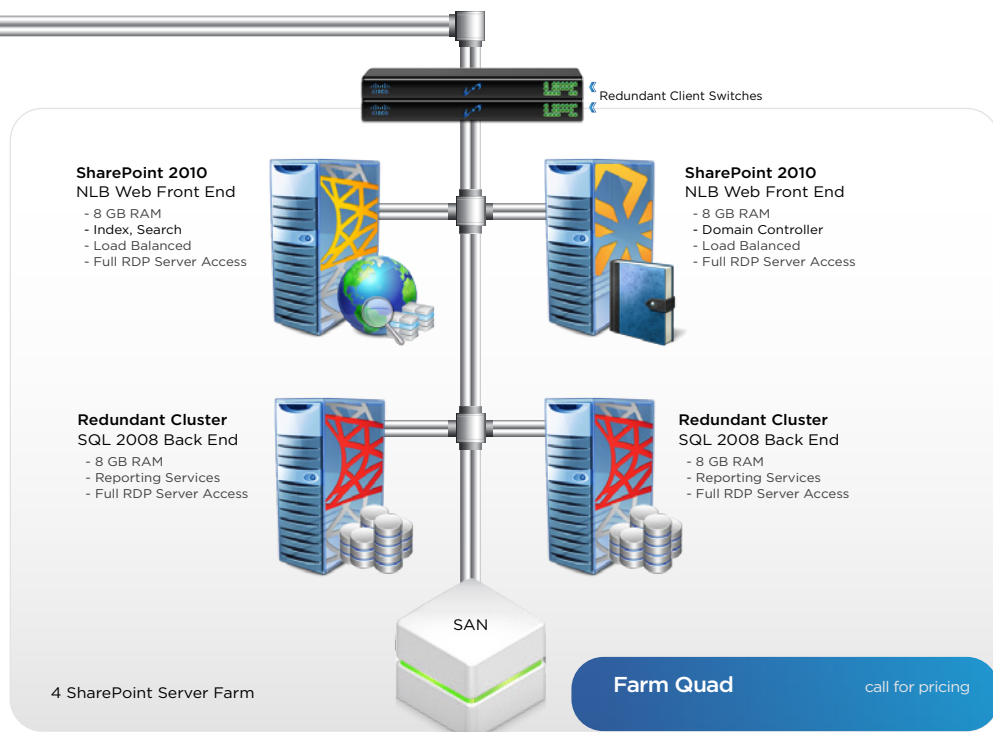 CISCO
CISCO
Redundant Client Switches
SharePoint 2010
NLB Web Front End
- 8 GB RAM
- Index, Search
- Load Balanced
- Full RDP Server Access
SharePoint 2010
NLB Web Front End
- 8 GB RAM
- Domain Controller
- Load Balanced
- Full RDP Server Access
Redundant Cluster
SQL 2008 Back End
- 8 GB RAM
- Reporting Services
- Full RDP Server Access
Redundant Cluster
SQL 2008 Back End
- 8 GB RAM
- Reporting Services
- Full RDP Server Access
SAN
4 SharePoint Server Farm
Farm Quad
call for pricing